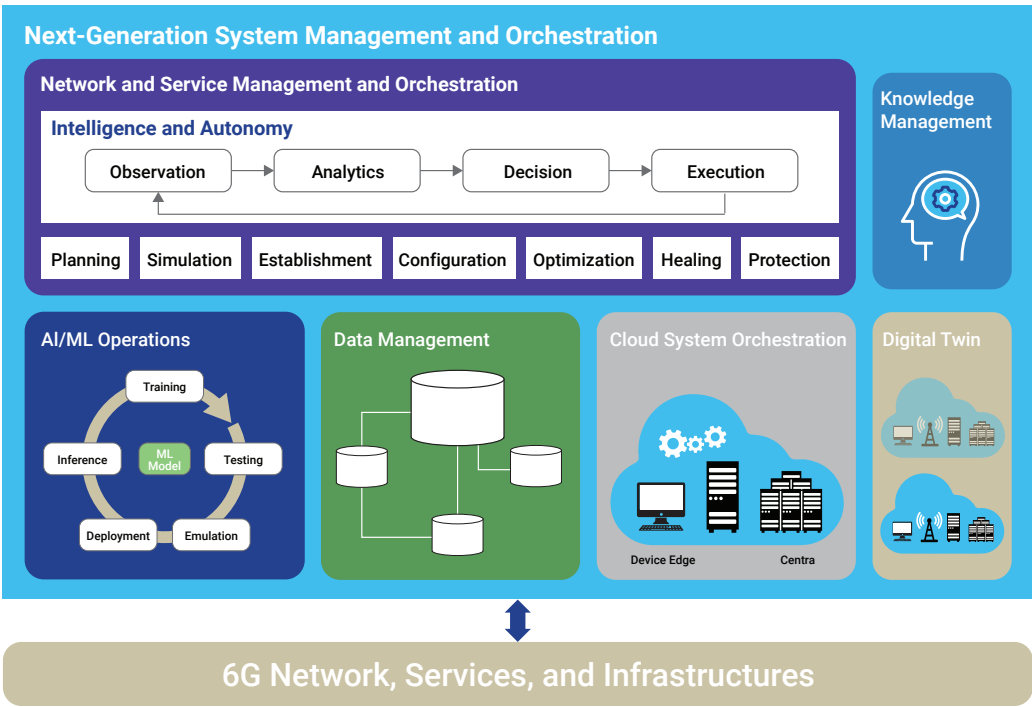 Next-Generation System Management and Orchestration
Network and Service Management and Orchestration
Intelligence and Autonomy
Observation
Analytics
Decision
Execution
Planning
Simulation
Establishment
Configuration
Optimization
Healing
Protection
Knowledge
Management
AI/ML Operations
Training
Inference
ML
Model
Testing
Deployment
Emulation
Data Management
Cloud System Orchestration
Device Edge
Centra
Digital Twin
6G Network, Services, and Infrastructures